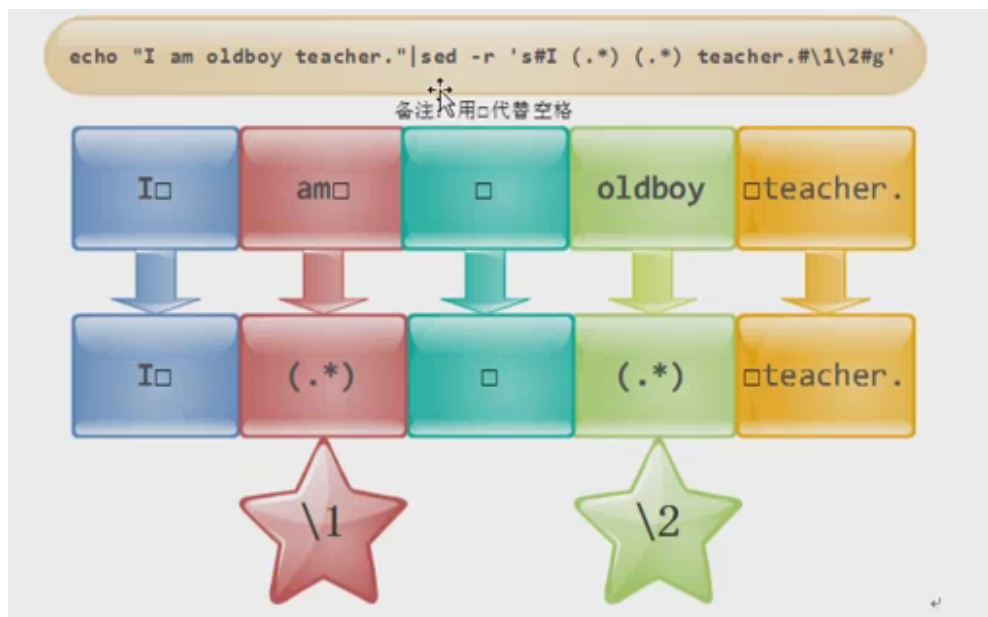 echo "I am oldboy teacher."|sed -r 's#I (.*) (.*) teacher.#\1\2#g'
备注 用□代替空格
I□ am□ □ oldboy □teacher.
I□ (.*) □ (.*) □teacher.
\1 \2